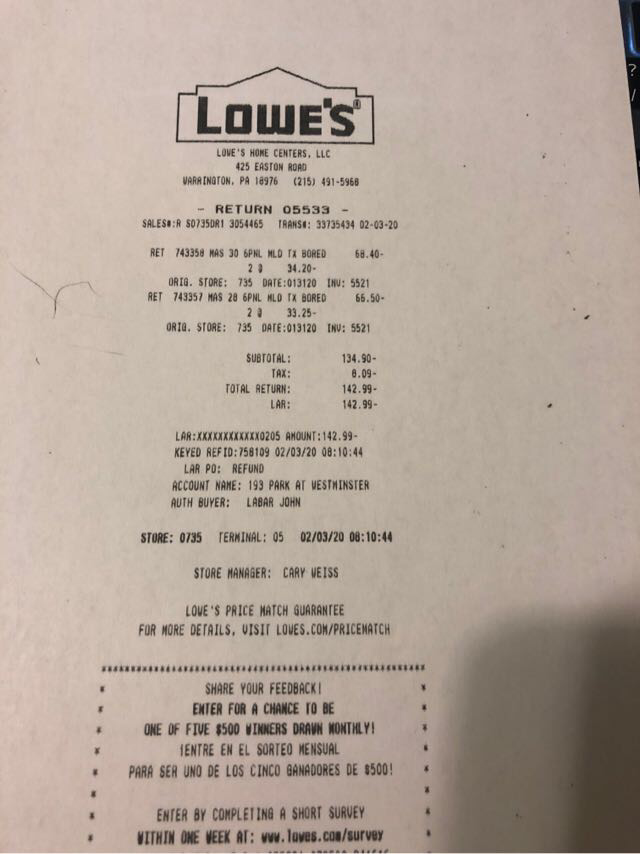 LOWE'S
LOWE'S HOME CENTERS, LLC
425 EASTON ROAD
WARRINGTON, PA 18976 (215) 491-5968
- RETURN 05533 -
SALES#:R S0735DR1 3054465 TRANS#: 33735434 02-03-20
RET 743358 MAS 30 6PNL MLD TX BORED 68.40-
2 @ 34.20-
ORIG. STORE: 735 DATE:013120 INV: 5521
RET 743357 MAS 28 6PNL MLD TX BORED 66.50-
2 @ 33.25-
ORIG. STORE: 735 DATE:013120 INV: 5521
SUBTOTAL: 134.90-
TAX: 8.09-
TOTAL RETURN: 142.99-
LAR: 142.99-
LAR:XXXXXXXXXXXX0205 AMOUNT:142.99-
KEYED REFID:758109 02/03/20 08:10:44
LAR PO: REFUND
ACCOUNT NAME: 193 PARK AT WESTMINSTER
AUTH BUYER: LABAR JOHN
STORE: 0735 TERMINAL: 05 02/03/20 08:10:44
STORE MANAGER: CARY WEISS
LOWE'S PRICE MATCH GUARANTEE
FOR MORE DETAILS, VISIT LOWES.COM/PRICEMATCH
SHARE YOUR FEEDBACK!
ENTER FOR A CHANCE TO BE
ONE OF FIVE $500 WINNERS DRAWN MONTHLY!
¡ENTRE EN EL SORTEO MENSUAL
PARA SER UNO DE LOS CINCO GANADORES DE $500!
ENTER BY COMPLETING A SHORT SURVEY
WITHIN ONE WEEK AT: www.lowes.com/survey